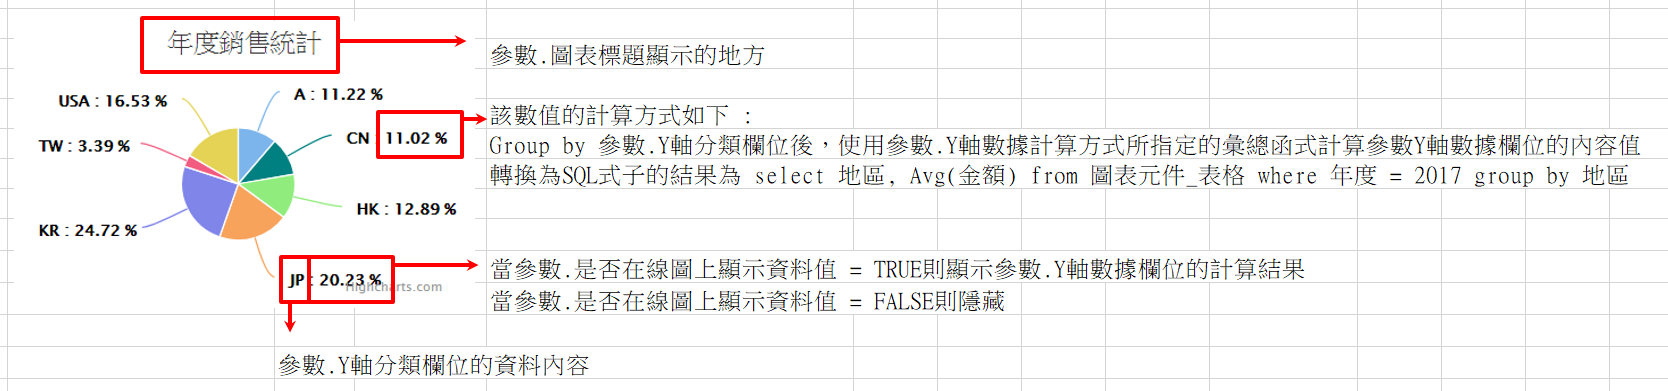 年度銷售統計
參數.圖表標題顯示的地方
USA : 16.53 %
A : 11.22 %
該數值的計算方式如下 :
CN : 11.02 %
TW : 3.39 %
Group by 參數.Y軸分類欄位後，使用參數.Y軸數據計算方式所指定的彙總函式計算參數Y軸數據欄位的內容值
轉換為SQL式子的結果為 select 地區, Avg(金額) from 圖表元件_表格 where 年度 = 2017 group by 地區
HK : 12.89 %
KR : 24.72 %
JP : 20.23 %
Highcharts.com
當參數.是否在線圖上顯示資料值 = TRUE則顯示參數.Y軸數據欄位的計算結果
當參數.是否在線圖上顯示資料值 = FALSE則隱藏
參數.Y軸分類欄位的資料內容